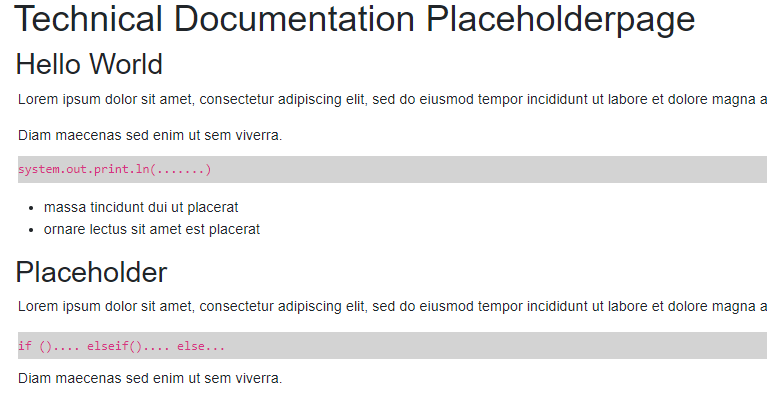 Technical Documentation Placeholderpage
Hello World
Lorem ipsum dolor sit amet, consectetur adipiscing elit, sed do eiusmod tempor incididunt ut labore et dolore magna a
Diam maecenas sed enim ut sem viverra.
system.out.print.ln(.......)
massa tincidunt dui ut placerat
ornare lectus sit amet est placerat
Placeholder
Lorem ipsum dolor sit amet, consectetur adipiscing elit, sed do eiusmod tempor incididunt ut labore et dolore magna a
if ().... elseif().... else...
Diam maecenas sed enim ut sem viverra.